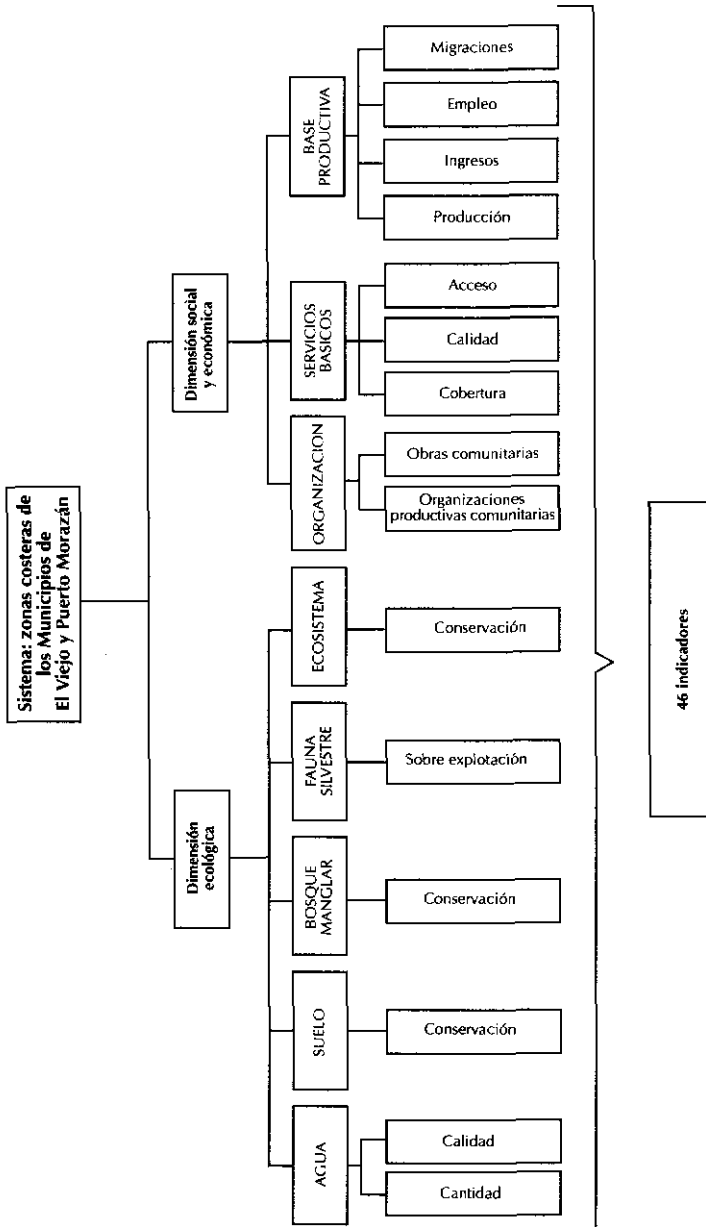 Sistema: zonas costeras de
los Municipios de
El Viejo y Puerto Morazán
Dimensión
ecológica
Dimensión social
y económica
AGUA
SUELO
BOSQUE
MANGLAR
FAUNA
SILVESTRE
ECOSISTEMA
ORGANIZACION
SERVICIOS
BASICOS
BASE
PRODUCTIVA
Cantidad
Calidad
Conservación
Conservación
Sobre explotación
Conservación
Organizaciones
productivas comunitarias
Obras comunitarias
Cobertura
Calidad
Acceso
Producción
Ingresos
Empleo
Migraciones
46 indicadores